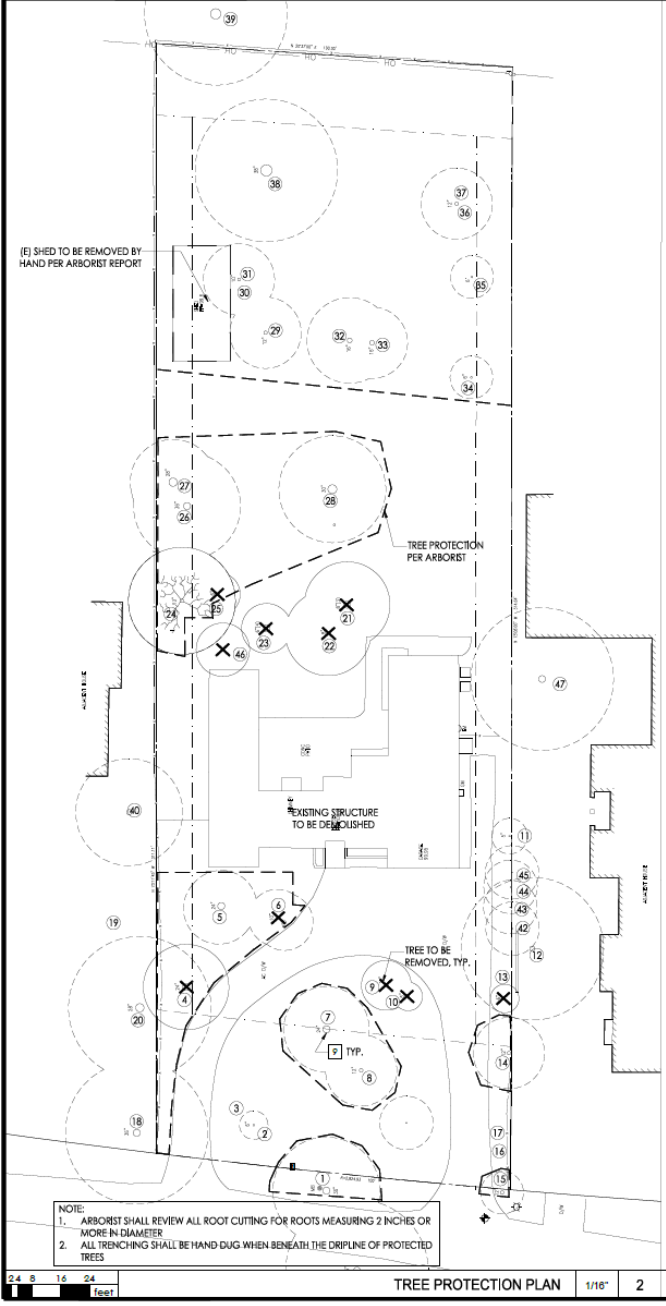 39
HO
HO
HO
38
37
36
(E) SHED TO BE REMOVED BY
HAND PER ARBORIST REPORT
31
30
35
29
32
33
34
27
26
28
TREE PROTECTION
PER ARBORIST
24
25
21
23
22
46
47
40
EXISTING STRUCTURE
TO BE DEMOLISHED
11
45
44
43
42
5
6
19
12
TREE TO BE
REMOVED, TYP.
4
9
10
13
20
7
9 TYP.
14
8
3
2
18
17
16
1
15
NOTE:
1. ARBORIST SHALL REVIEW ALL ROOT CUTTING FOR ROOTS MEASURING 2 INCHES OR
MORE IN DIAMETER
2. ALL TRENCHING SHALL BE HAND DUG WHEN BENEATH THE DRIPLINE OF PROTECTED
TREES
2 4 8 16 24
feet
TREE PROTECTION PLAN 1/16" 2